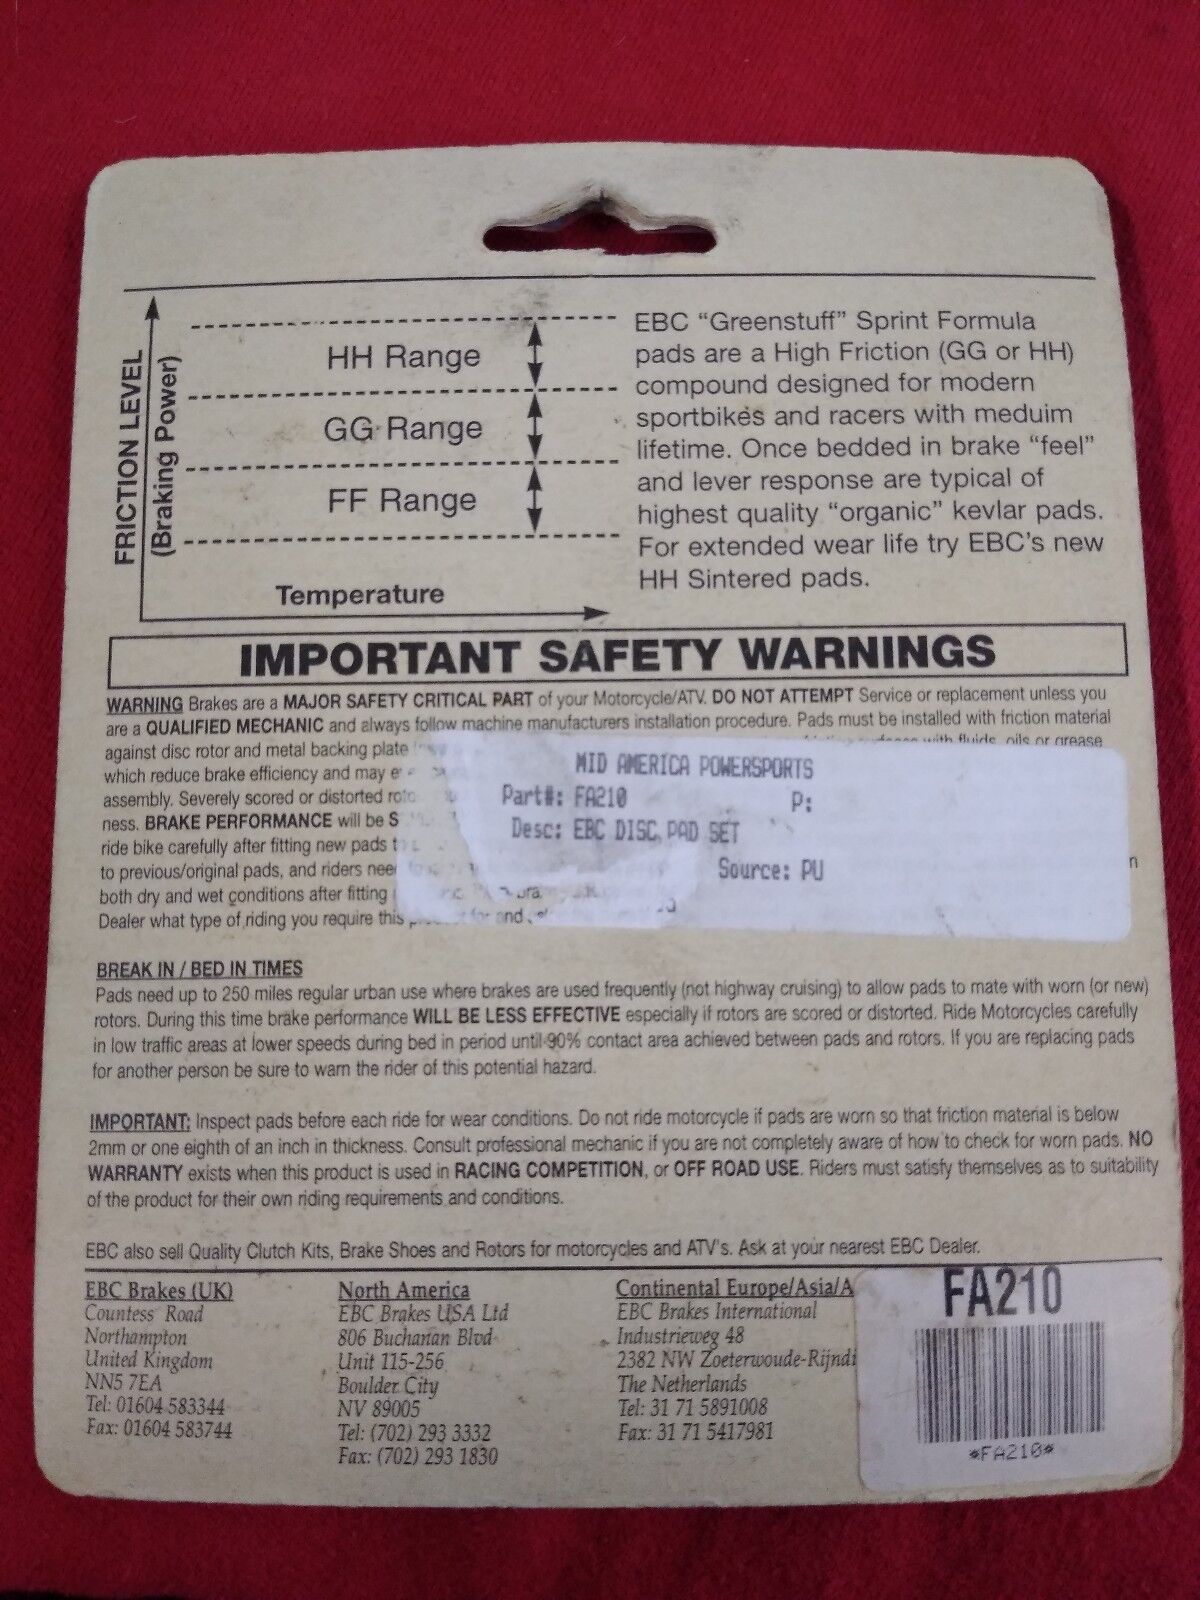 FRICTION LEVEL
(Braking Power)
HH Range
GG Range
FF Range
Temperature
EBC “Greenstuff” Sprint Formula
pads are a High Friction (GG or HH)
compound designed for modern
sportbikes and racers with meduim
lifetime. Once bedded in brake “feel”
and lever response are typical of
highest quality “organic” kevlar pads.
For extended wear life try EBC’s new
HH Sintered pads.
IMPORTANT SAFETY WARNINGS
WARNING Brakes are a MAJOR SAFETY CRITICAL PART of your Motorcycle/ATV. DO NOT ATTEMPT Service or replacement unless you
are a QUALIFIED MECHANIC and always follow machine manufacturers installation procedure. Pads must be installed with friction material
against disc rotor and metal backing plate with fluids, oils or grease
which reduce brake efficiency and may
assembly. Severely scored or distorted
ness. BRAKE PERFORMANCE will be
ride bike carefully after fitting new pads
to previous/original pads, and riders
both dry and wet conditions after fitting
Dealer what type of riding you require this for and
MID AMERICA POWERSPORTS
Part#: FA210 P:
Desc: EBC DISC, PAD SET
Source: PU
BREAK IN / BED IN TIMES
Pads need up to 250 miles regular urban use where brakes are used frequently (not highway cruising) to allow pads to mate with worn (or new)
rotors. During this time brake performance WILL BE LESS EFFECTIVE especially if rotors are scored or distorted. Ride Motorcycles carefully
in low traffic areas at lower speeds during bed in period until 90% contact area achieved between pads and rotors. If you are replacing pads
for another person be sure to warn the rider of this potential hazard.
IMPORTANT: Inspect pads before each ride for wear conditions. Do not ride motorcycle if pads are worn so that friction material is below
2mm or one eighth of an inch in thickness. Consult professional mechanic if you are not completely aware of how to check for worn pads. NO
WARRANTY exists when this product is used in RACING COMPETITION, or OFF ROAD USE. Riders must satisfy themselves as to suitability
of the product for their own riding requirements and conditions.
EBC also sell Quality Clutch Kits, Brake Shoes and Rotors for motorcycles and ATV's. Ask at your nearest EBC Dealer.
EBC Brakes (UK)
Countess Road
Northampton
United Kingdom
NN5 7EA
Tel: 01604 583344
Fax: 01604 583744
North America
EBC Brakes USA Ltd
806 Buchanan Blvd
Unit 115-256
Boulder City
NV 89005
Tel: (702) 293 3332
Fax: (702) 293 1830
Continental Europe/Asia/A
EBC Brakes International
Industrieweg 48
2382 NW Zoeterwoude-Rijndi
The Netherlands
Tel: 31 71 5891008
Fax: 31 71 5417981
FA210
*FA210*